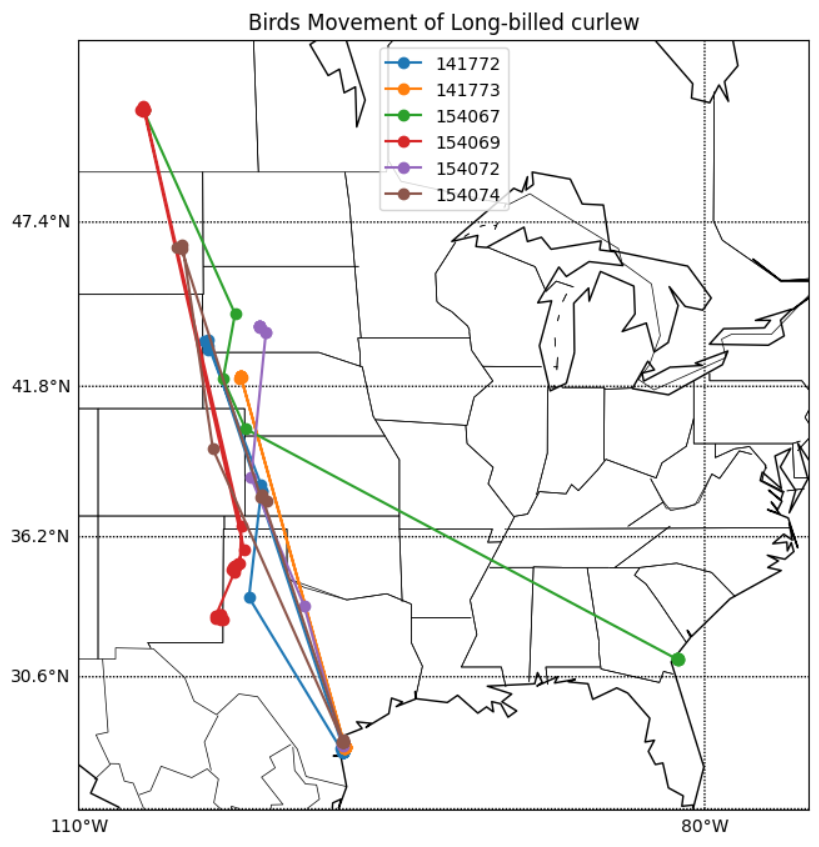 Birds Movement of Long-billed curlew
141772
141773
154067
154069
154072
154074
47.4°N
41.8°N
36.2°N
30.6°N
110°W
80°W